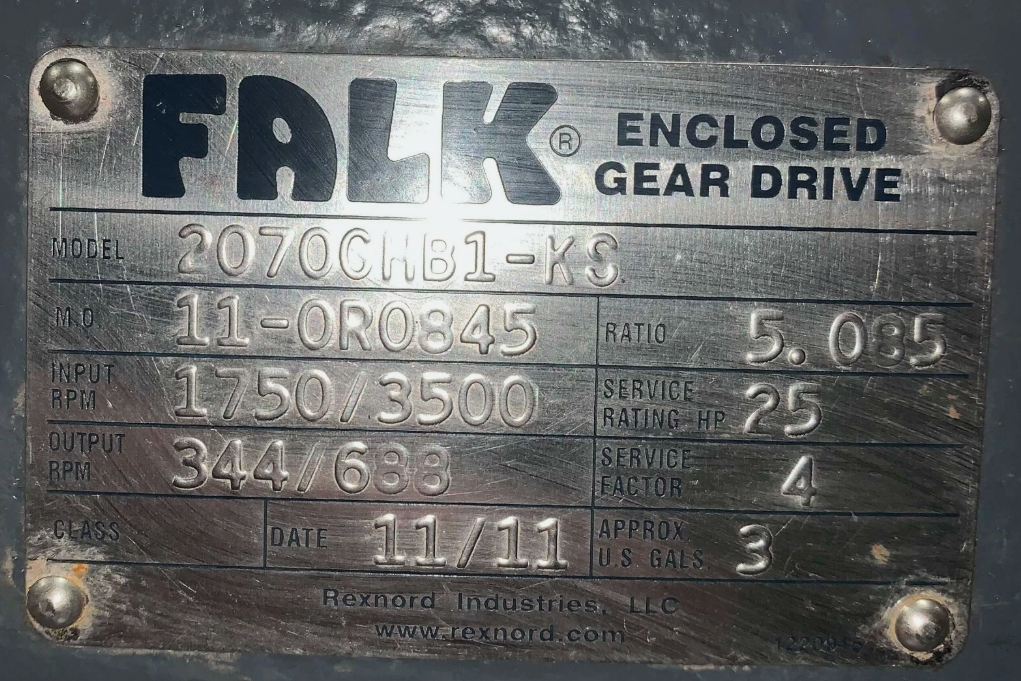 FALK® ENCLOSED
GEAR DRIVE
MODEL 2070CHB1-KS
M.O. 11-0R0845 RATIO 5.085
INPUT RPM 1750/3500 SERVICE RATING HP 25
OUTPUT RPM 344/688 SERVICE FACTOR 4
CLASS DATE 11/11 APPROX. U.S. GALS 3
Rexnord Industries, LLC
www.rexnord.com